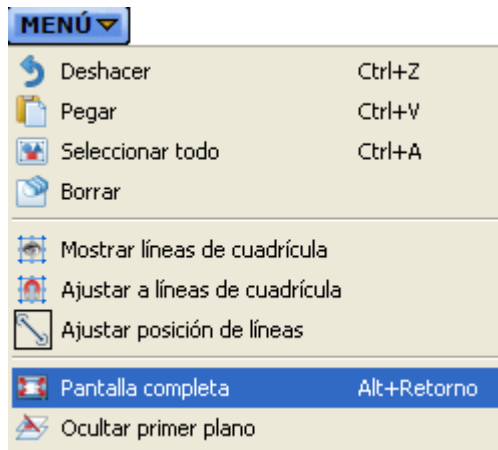 MENÚ
Deshacer Ctrl+Z
Pegar Ctrl+V
Seleccionar todo Ctrl+A
Borrar
Mostrar líneas de cuadrícula
Ajustar a líneas de cuadrícula
Ajustar posición de líneas
Pantalla completa Alt+Retorno
Ocultar primer plano